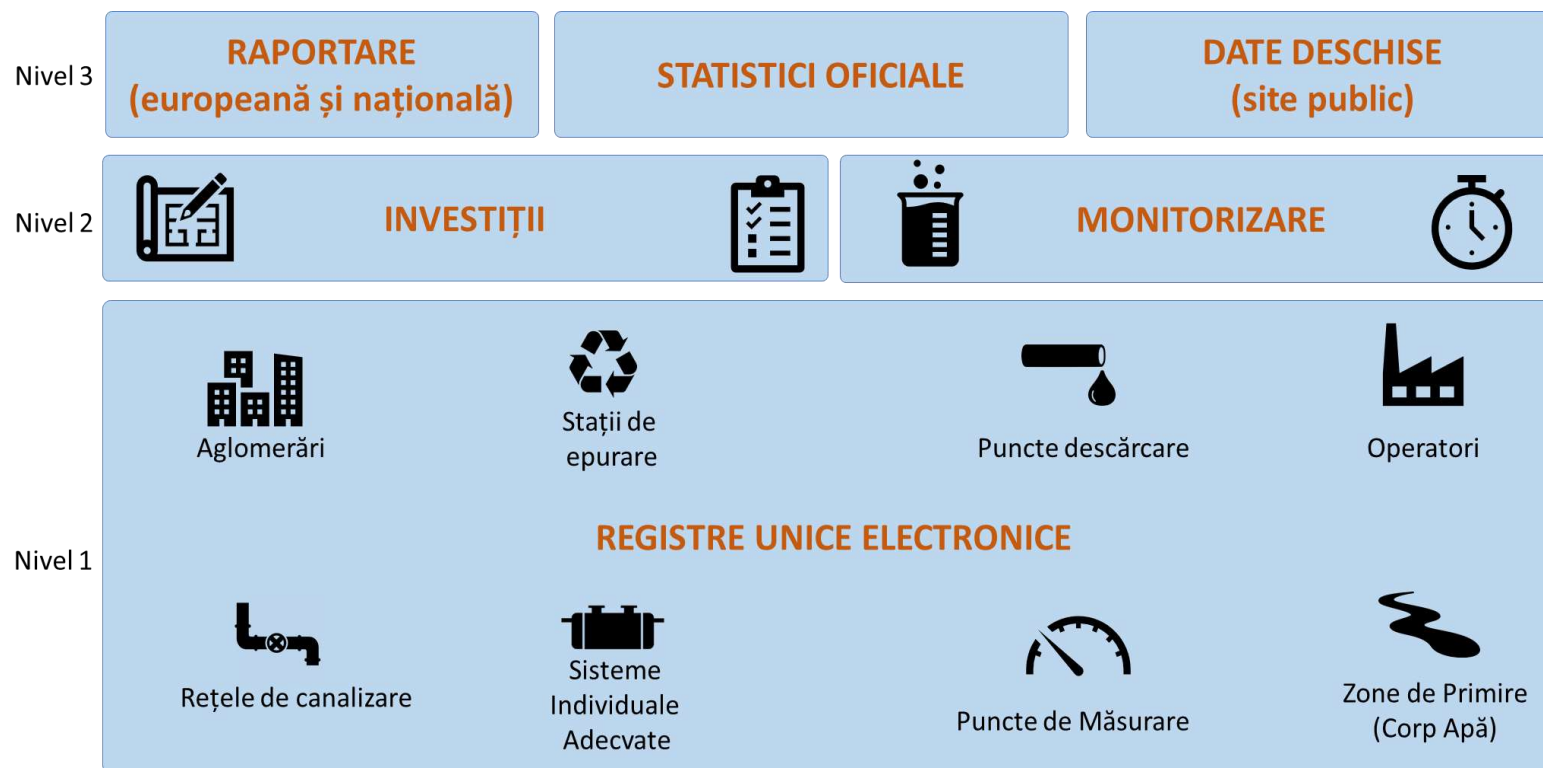 Nivel 3
RAPORTARE
(europeană și națională)
STATISTICI OFICIALE
DATE DESCHISE
(site public)
Nivel 2
INVESTIȚII
MONITORIZARE
Nivel 1
Aglomerări
Stații de
epurare
Puncte descărcare
Operatori
REGISTRE UNICE ELECTRONICE
Rețele de canalizare
Sisteme
Individuale
Adecvate
Puncte de Măsurare
Zone de Primire
(Corp Apă)